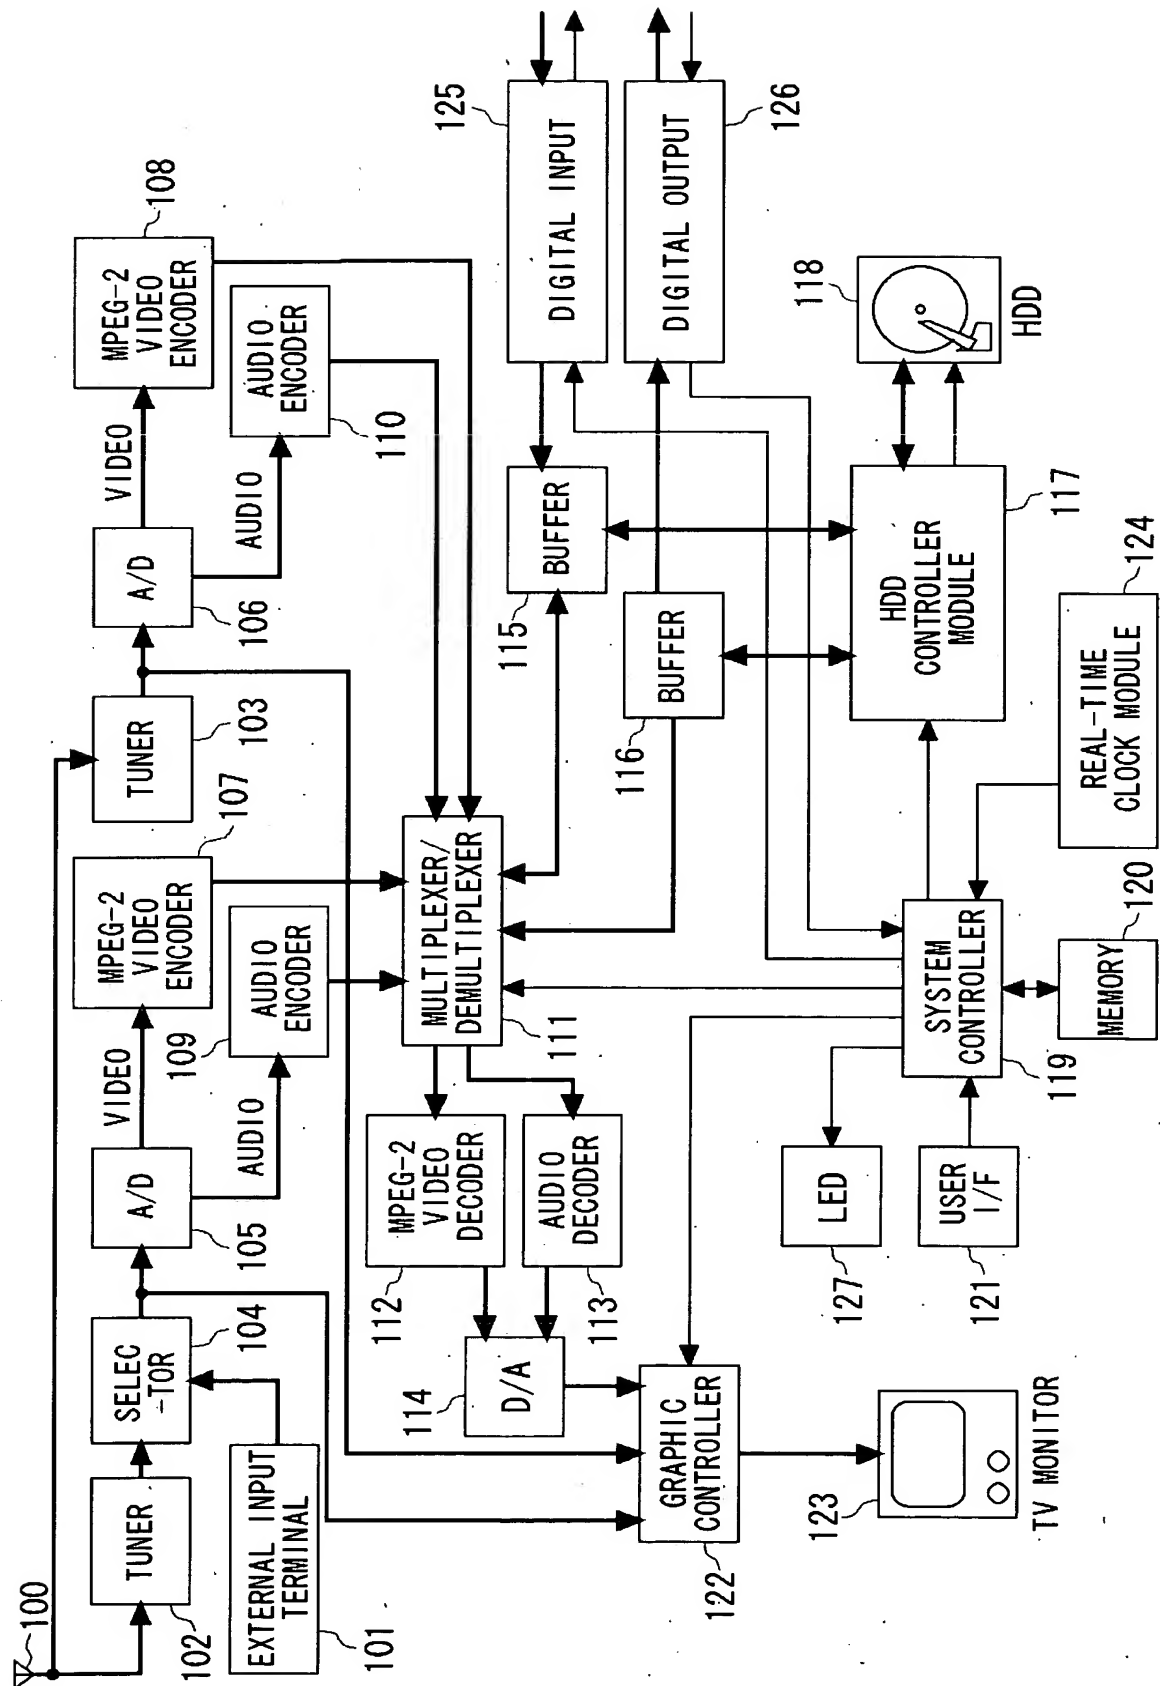 100
TUNER
102
EXTERNAL INPUT
TERMINAL
101
SELEC
-TOR
104
A/D
105
VIDEO
AUDIO
MPEG-2
VIDEO
ENCODER
107
AUDIO
ENCODER
109
TUNER
103
A/D
106
VIDEO
AUDIO
MPEG-2
VIDEO
ENCODER
108
AUDIO
ENCODER
110
MULTIPLEXER/
DEMULTIPLEXER
111
MPEG-2
VIDEO
DECODER
112
AUDIO
DECODER
113
D/A
114
BUFFER
115
BUFFER
116
DIGITAL INPUT
125
DIGITAL OUTPUT
126
GRAPHIC
CONTROLLER
122
TV MONITOR
123
LED
127
USER
I/F
121
SYSTEM
CONTROLLER
119
MEMORY
120
REAL-TIME
CLOCK MODULE
124
HDD
CONTROLLER
MODULE
117
118
HDD